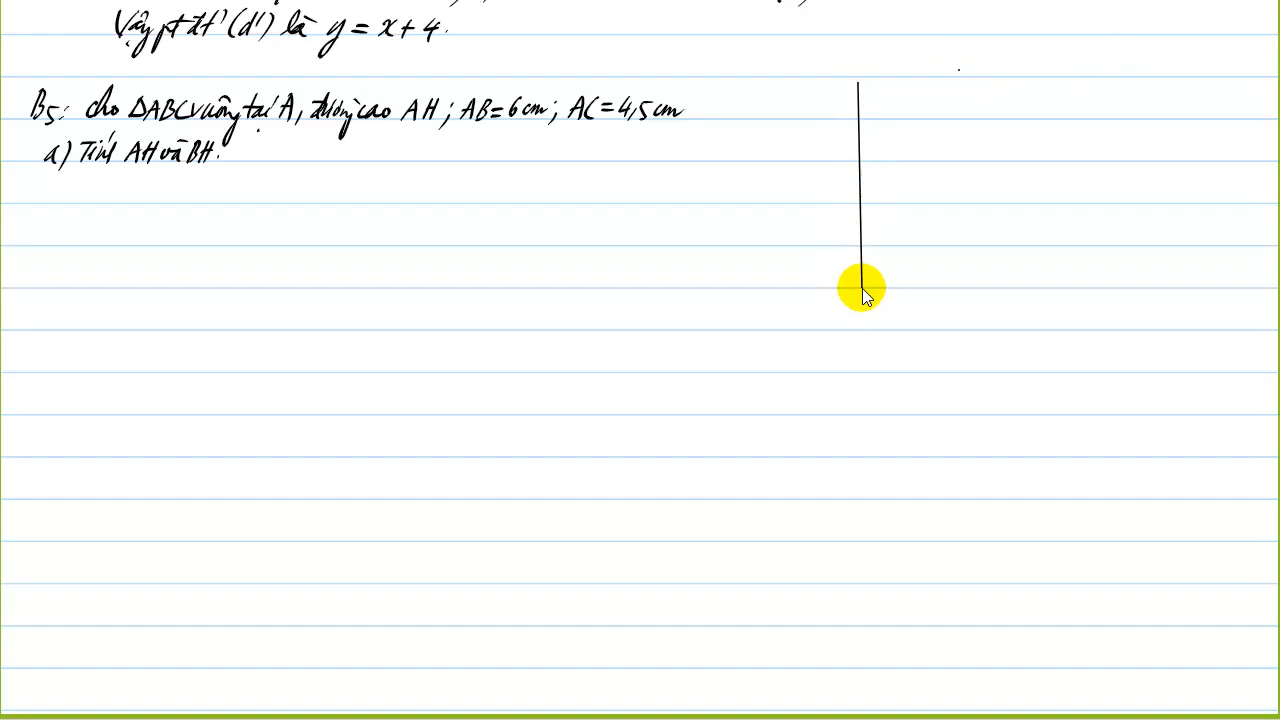 Vậy pt đt (d') là y = x + 4.
B5: cho ΔABC vuông tại A, đường cao AH; AB = 6cm; AC = 4,5cm
a) Tính AH và BH.